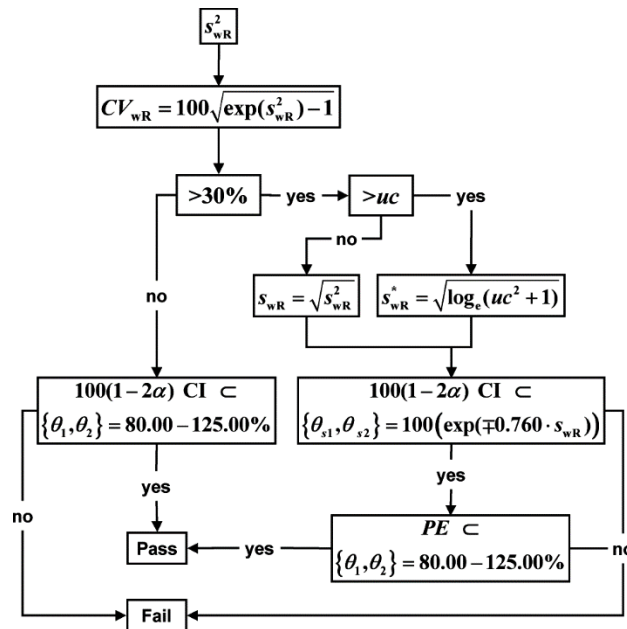 s²wR
CVwR = 100√(exp(s²wR) − 1)
>30%
yes
>uc
yes
no
no
swR = √(s²wR)
s*wR = √(logₑ(uc² + 1))
100(1 − 2α) CI ⊂
{θ₁, θ₂} = 80.00 − 125.00%
100(1 − 2α) CI ⊂
{θs1, θs2} = 100(exp(∓0.760 · swR))
yes
yes
no
Pass
yes
PE ⊂
{θ₁, θ₂} = 80.00 − 125.00%
no
Fail